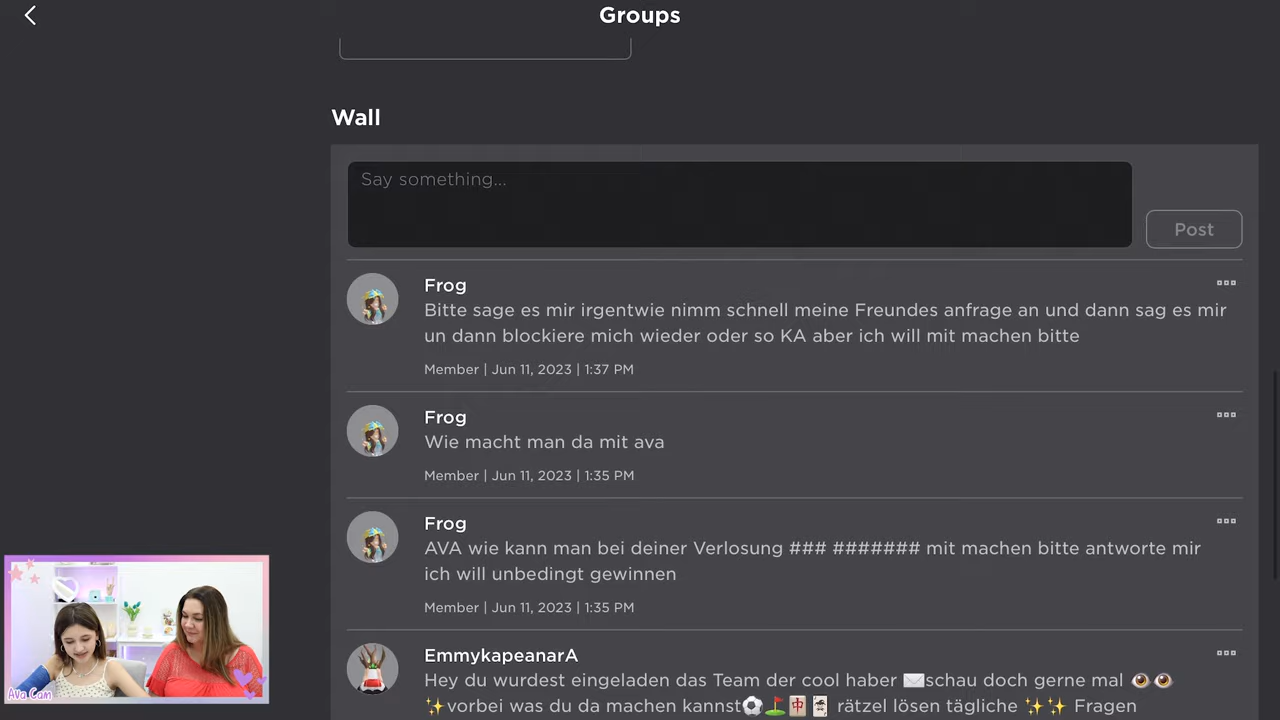 Groups
Wall
Say something...
Post
Frog
Bitte sage es mir irgentwie nimm schnell meine Freundes anfrage an und dann sag es mir
un dann blockiere mich wieder oder so KA aber ich will mit machen bitte
Member | Jun 11, 2023 | 1:37 PM
Frog
Wie macht man da mit ava
Member | Jun 11, 2023 | 1:35 PM
Frog
AVA wie kann man bei deiner Verlosung ### ####### mit machen bitte antworte mir
ich will unbedingt gewinnen
Member | Jun 11, 2023 | 1:35 PM
EmmykapeanarA
Hey du wurdest eingeladen das Team der cool haber ✉️schau doch gerne mal 👁️👁️
✨vorbei was du da machen kannst⚽⛳🀄🃏 rätzel lösen tägliche ✨✨ Fragen
Ava Cam